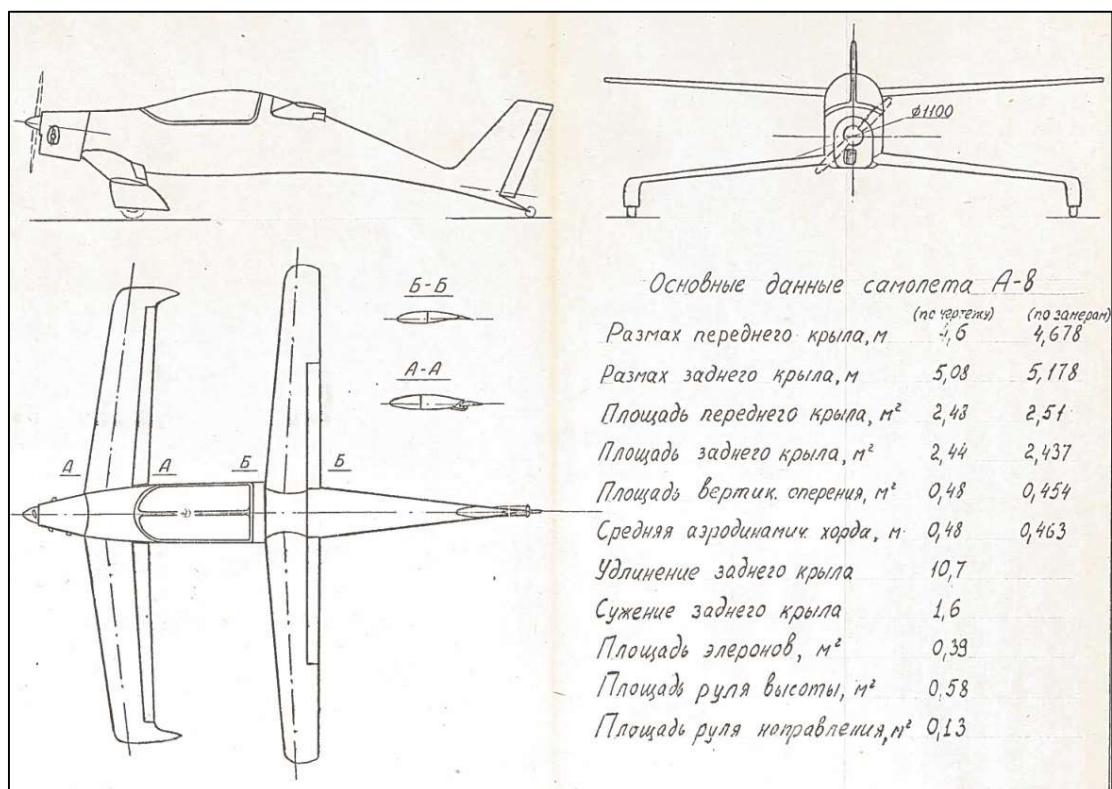 ф1100
Б-Б
А-А
А А Б Б
Основные данные самолета А-8
(по чертежу) (по замерам)
Размах переднего крыла, м 4,6 4,678
Размах заднего крыла, м 5,08 5,178
Площадь переднего крыла, м² 2,43 2,51
Площадь заднего крыла, м² 2,44 2,437
Площадь вертик. оперения, м² 0,48 0,454
Средняя аэродинамич. хорда, м 0,48 0,463
Удлинение заднего крыла 10,7
Сужение заднего крыла 1,6
Площадь элеронов, м² 0,39
Площадь руля высоты, м² 0,58
Площадь руля направления, м² 0,13